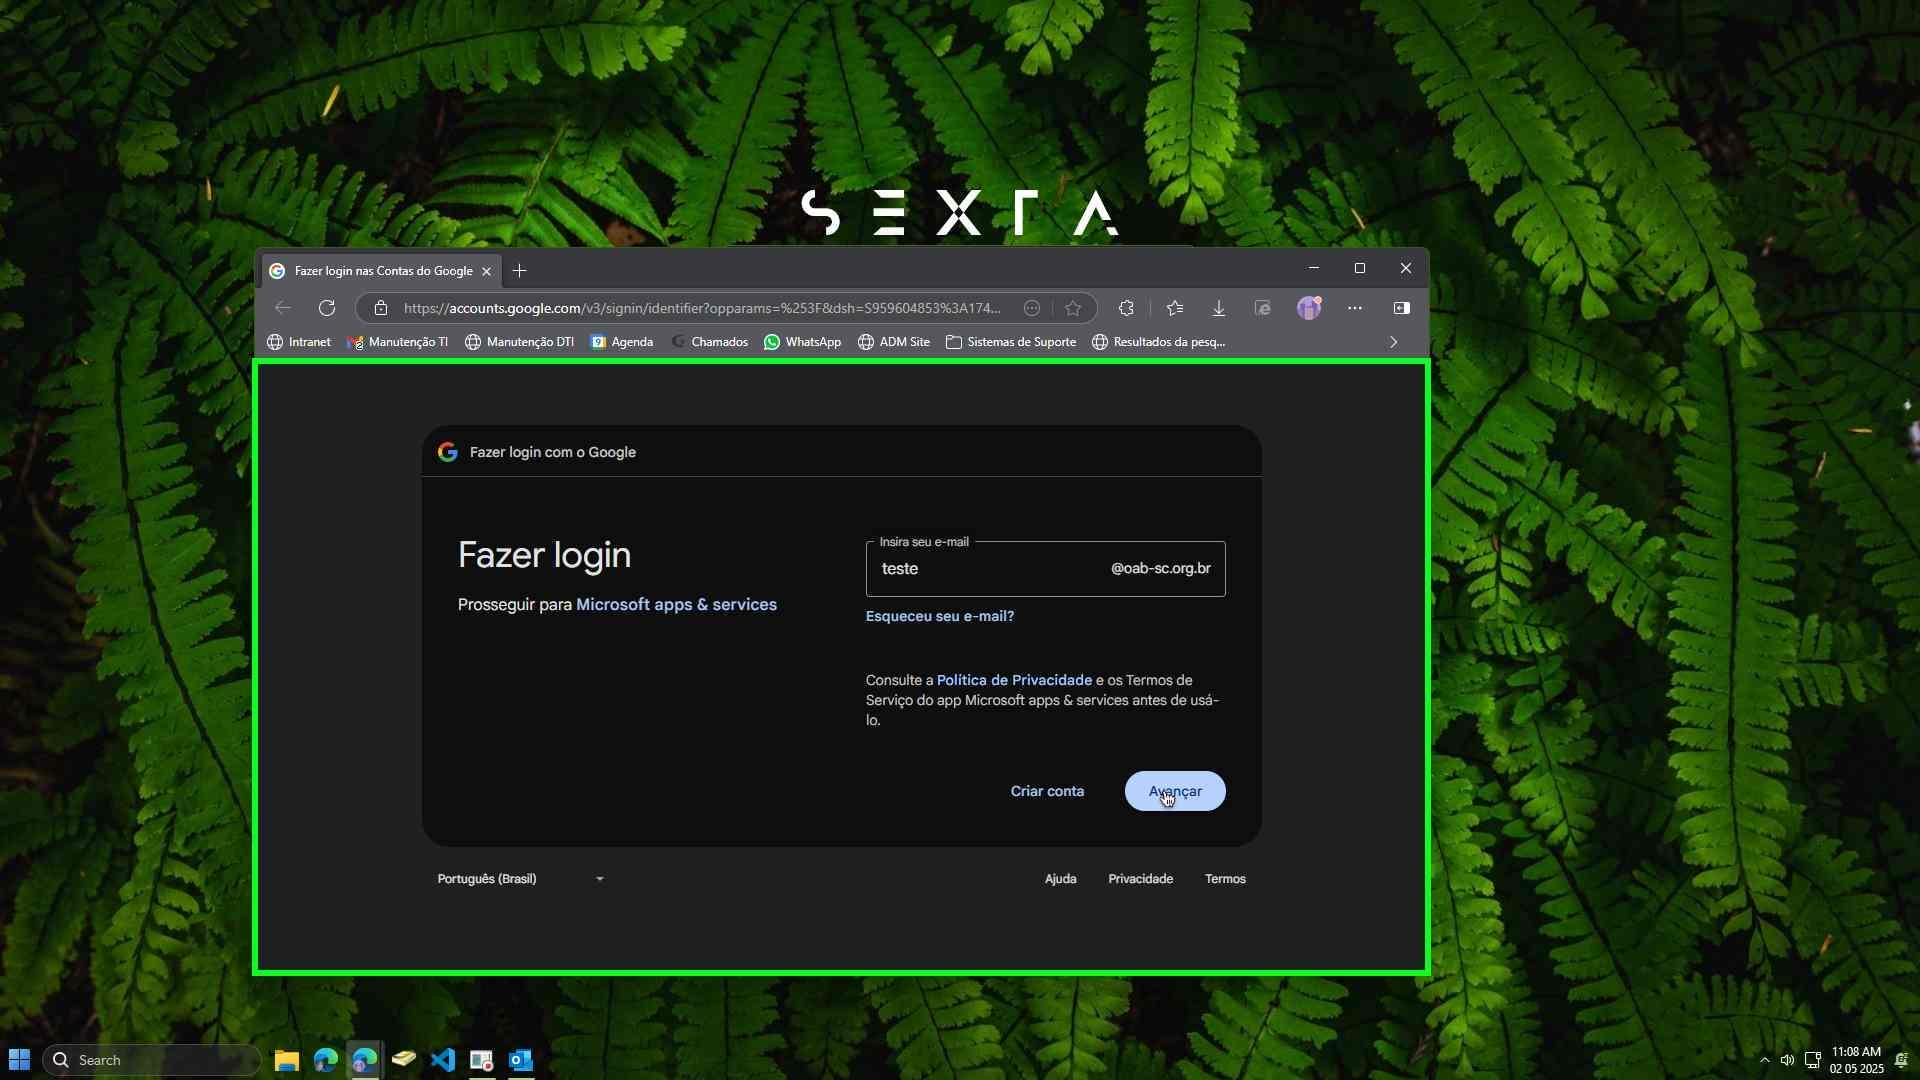 SEXTA
Fazer login nas Contas do Google
https://accounts.google.com/v3/signin/identifier?opparams=%253F&dsh=S959604853%3A174...
Intranet
Manutenção TI
Manutenção DTI
Agenda
Chamados
WhatsApp
ADM Site
Sistemas de Suporte
Resultados da pesq...
Fazer login com o Google
Fazer login
Prosseguir para Microsoft apps & services
Insira seu e-mail
teste @oab-sc.org.br
Esqueceu seu e-mail?
Consulte a Política de Privacidade e os Termos de
Serviço do app Microsoft apps & services antes de usá-
lo.
Criar conta
Avançar
Português (Brasil)
Ajuda
Privacidade
Termos
Search
11:08 AM
02 05 2025